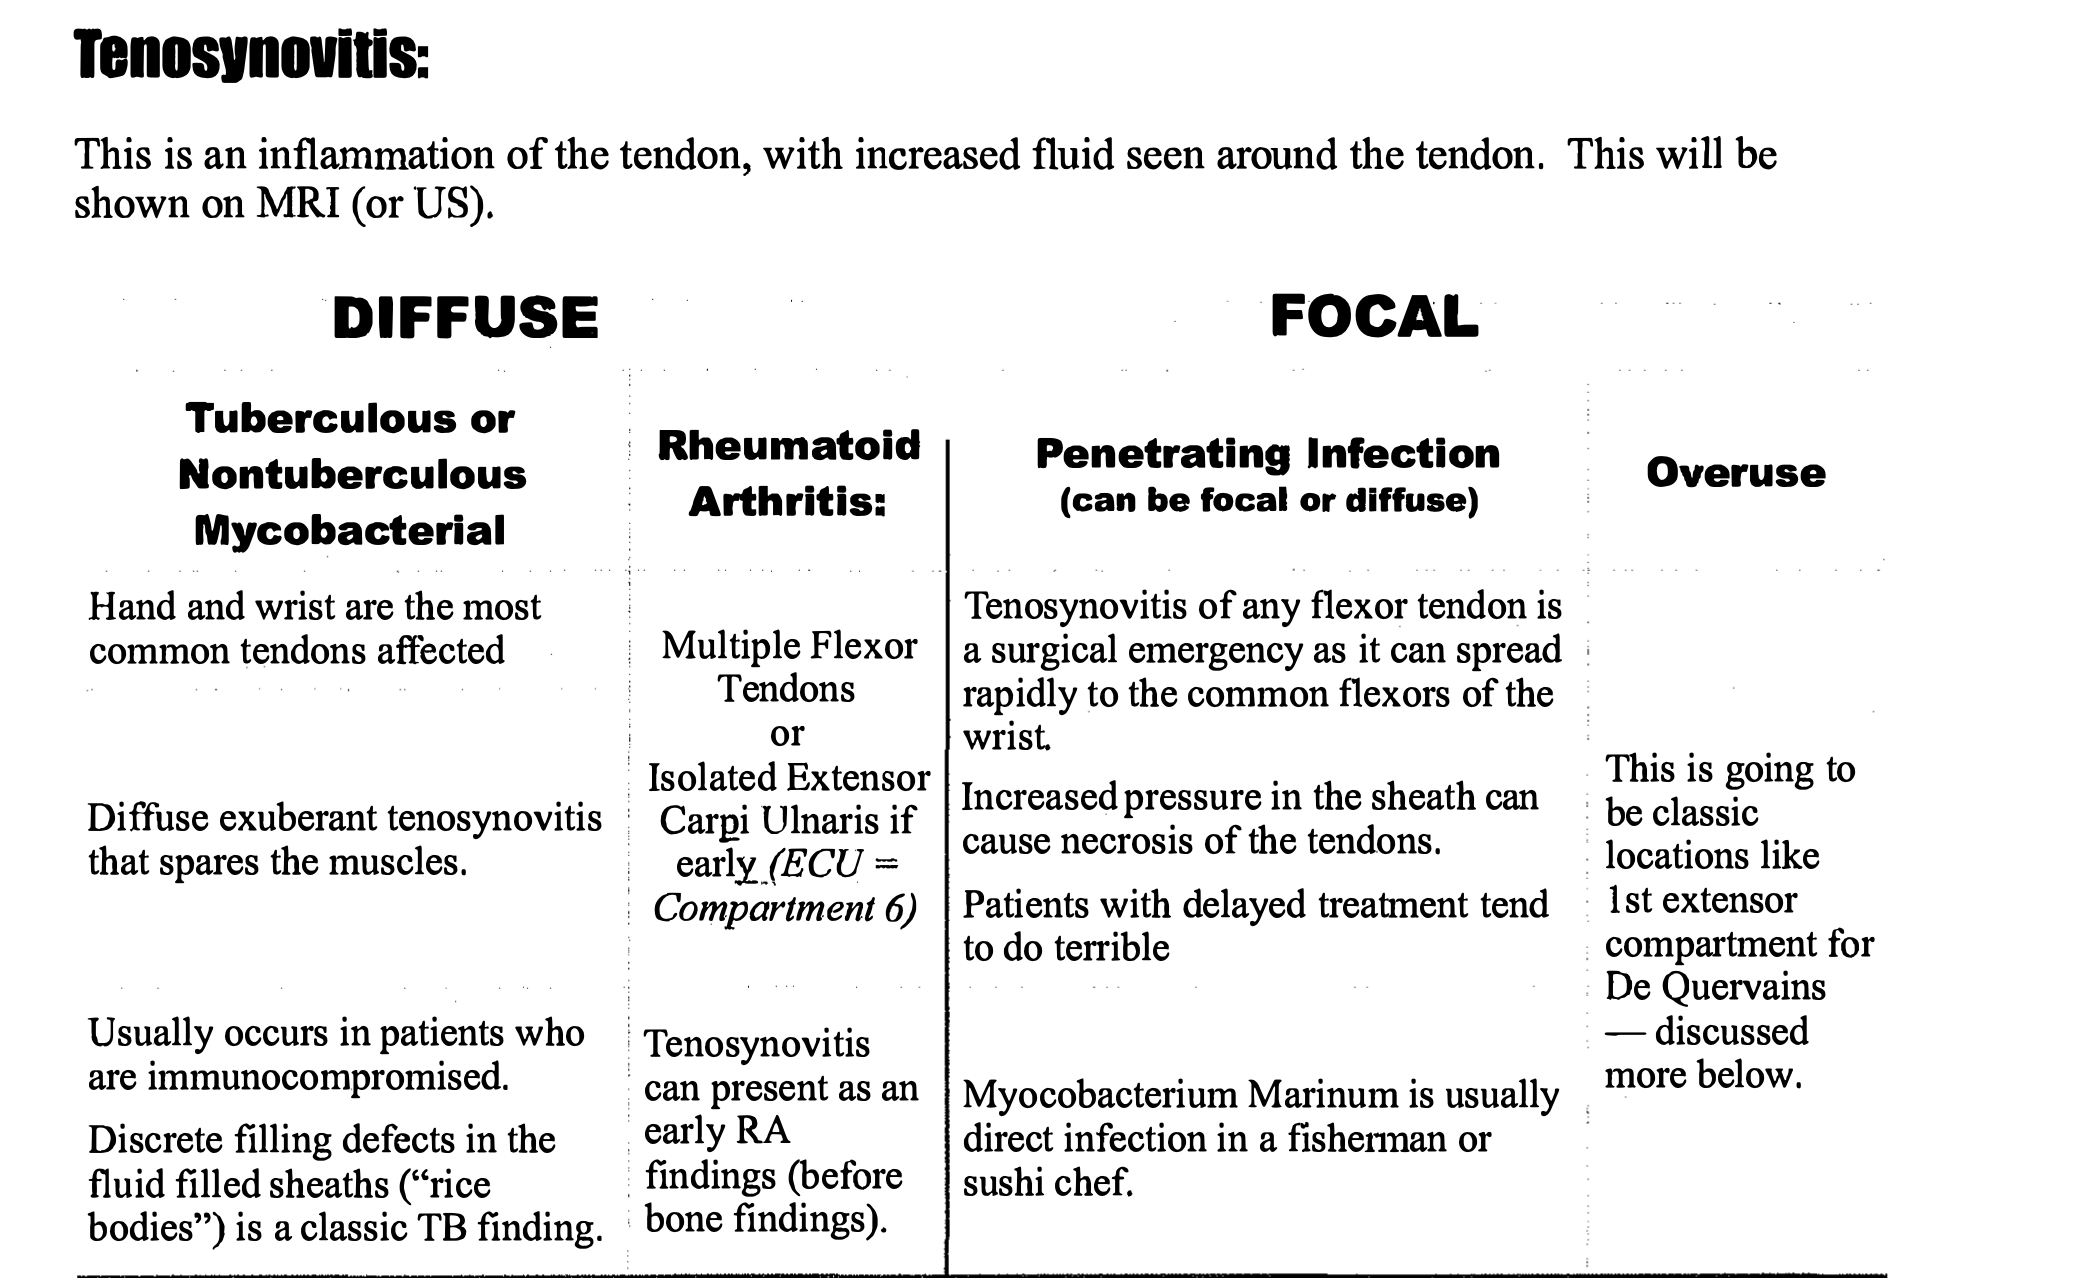 Tenosynovitis:
This is an inflammation of the tendon, with increased fluid seen around the tendon. This will be
shown on MRI (or US).
DIFFUSE
FOCAL
Tuberculous or
Nontuberculous
Mycobacterial
Rheumatoid
Arthritis:
Penetrating Infection
(can be focal or diffuse)
Overuse
Hand and wrist are the most
common tendons affected
Diffuse exuberant tenosynovitis
that spares the muscles.
Usually occurs in patients who
are immunocompromised.
Discrete filling defects in the
fluid filled sheaths (“rice
bodies”) is a classic TB finding.
Multiple Flexor
Tendons
or
Isolated Extensor
Carpi Ulnaris if
early (ECU =
Compartment 6)
Tenosynovitis
can present as an
early RA
findings (before
bone findings).
Tenosynovitis of any flexor tendon is
a surgical emergency as it can spread
rapidly to the common flexors of the
wrist.
Increased pressure in the sheath can
cause necrosis of the tendons.
Patients with delayed treatment tend
to do terrible
Myocobacterium Marinum is usually
direct infection in a fisherman or
sushi chef.
This is going to
be classic
locations like
1st extensor
compartment for
De Quervains
— discussed
more below.